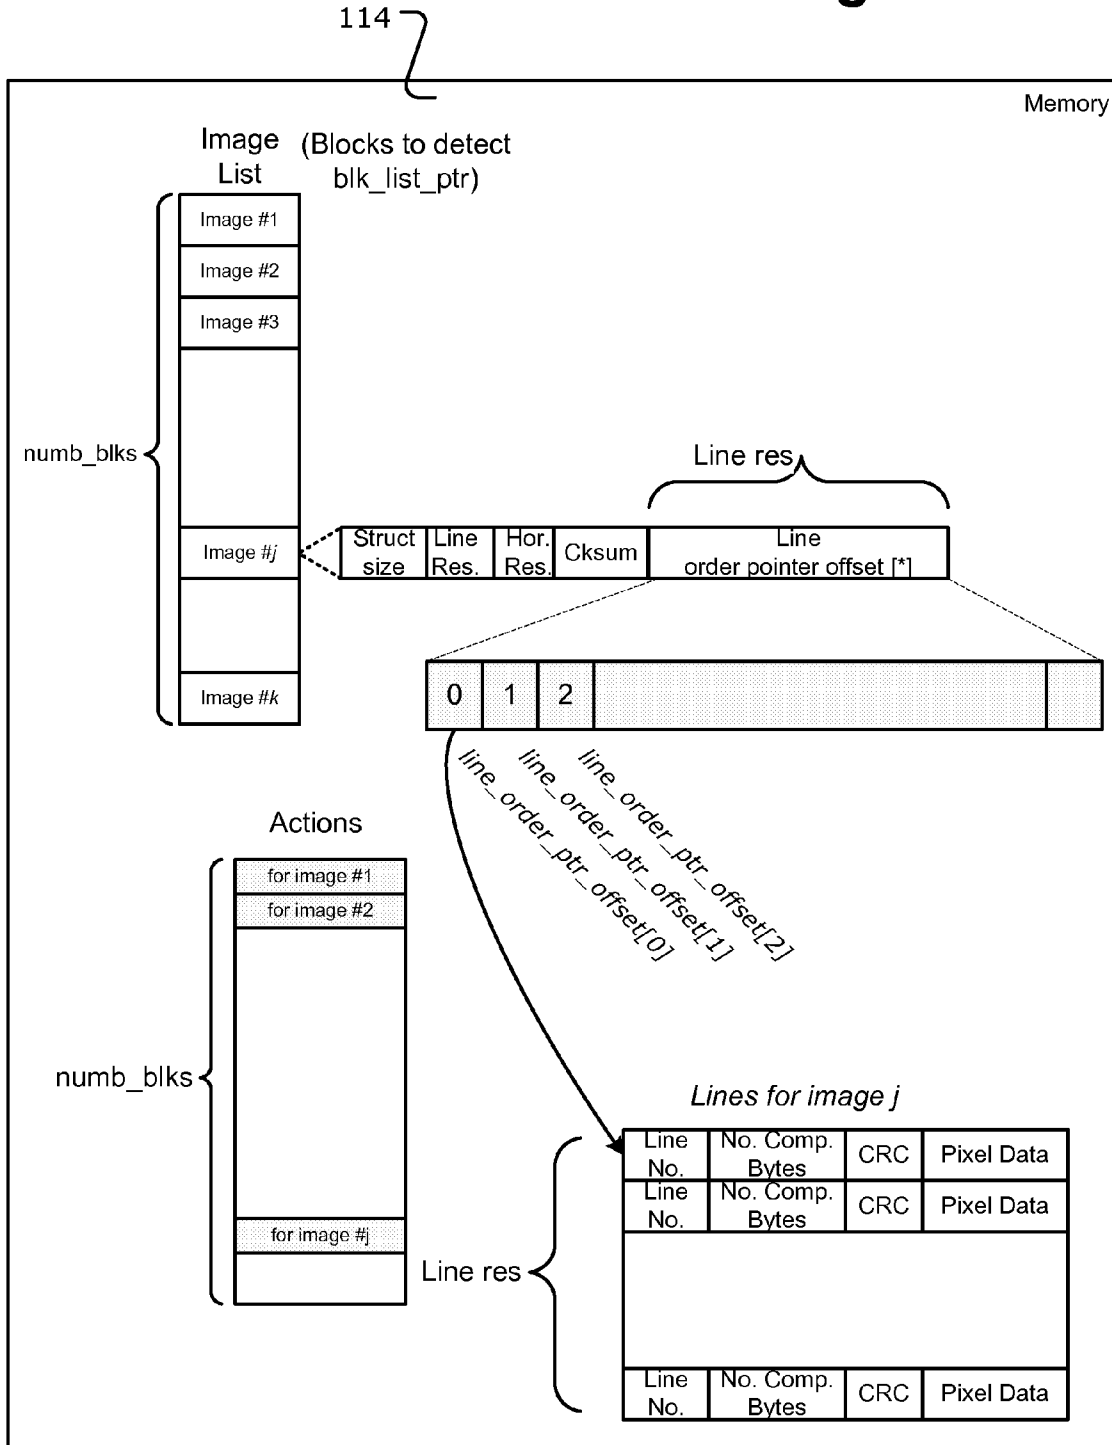 114
Memory
Image
List
(Blocks to detect
blk_list_ptr)
Image #1
Image #2
Image #3
numb_blks
Image #j
Image #k
Line res
Struct
size
Line
Res.
Hor.
Res.
Cksum
Line
order pointer offset [*]
0
1
2
line_order_ptr_offset[0]
line_order_ptr_offset[1]
line_order_ptr_offset[2]
Actions
for image #1
for image #2
numb_blks
for image #j
Lines for image j
Line res
Line
No.
No. Comp.
Bytes
CRC
Pixel Data
Line
No.
No. Comp.
Bytes
CRC
Pixel Data
Line
No.
No. Comp.
Bytes
CRC
Pixel Data